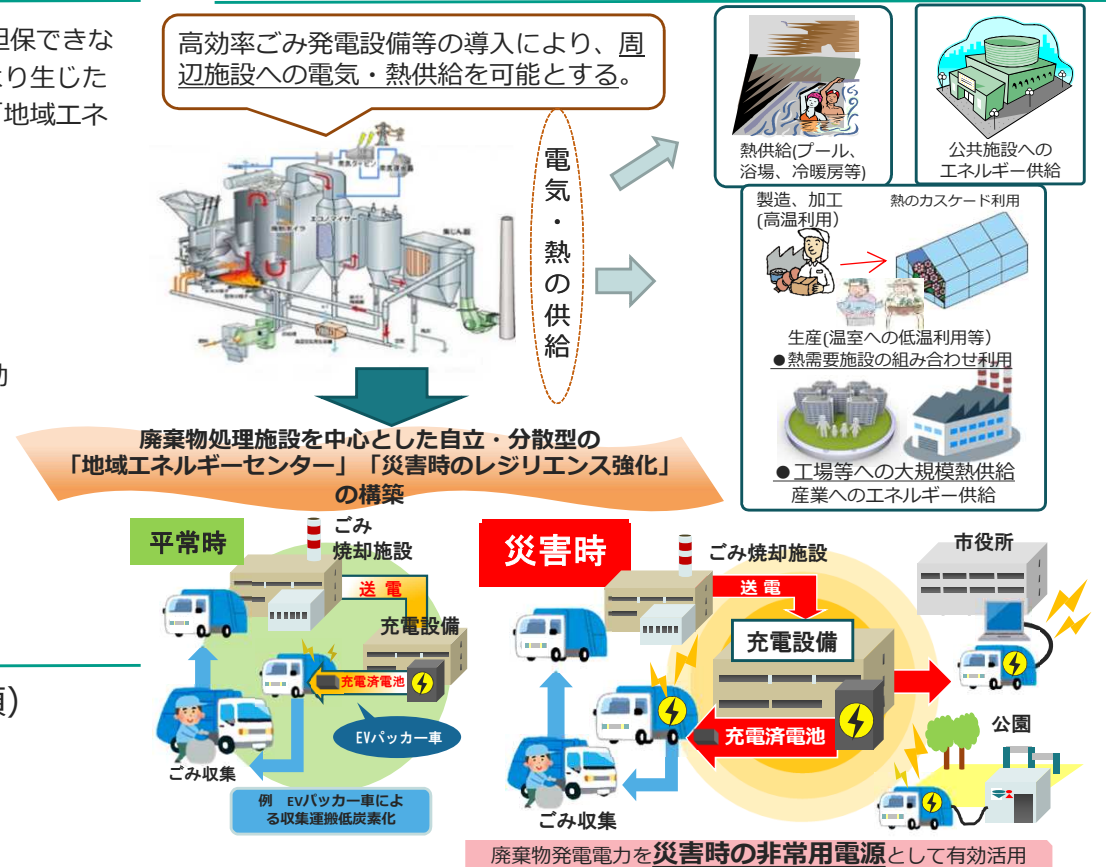 担保できな
り生じた
「地域エネ
高効率ごみ発電設備等の導入により、周
辺施設への電気・熱供給を可能とする。
エコノマイザー
電気・熱の供給
熱供給(プール、
浴場、冷暖房等)
公共施設への
エネルギー供給
製造、加工
(高温利用)
熱のカスケード利用
生産(温室への低温利用等)
●熱需要施設の組み合わせ利用
●工場等への大規模熱供給
産業へのエネルギー供給
廃棄物処理施設を中心とした自立・分散型の
「地域エネルギーセンター」「災害時のレジリエンス強化」
の構築
平常時
ごみ
焼却施設
送電
充電設備
充電済電池
EVパッカー車
ごみ収集
例 EVパッカー車によ
る収集運搬低炭素化
災害時
ごみ焼却施設
送電
充電設備
充電済電池
ごみ収集
市役所
公園
廃棄物発電電力を災害時の非常用電源として有効活用